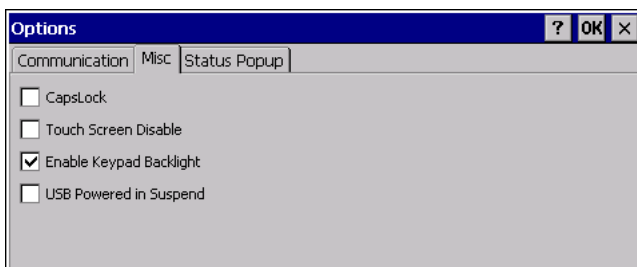 Options ? OK ×
Communication Misc Status Popup
CapsLock
Touch Screen Disable
Enable Keypad Backlight
USB Powered in Suspend